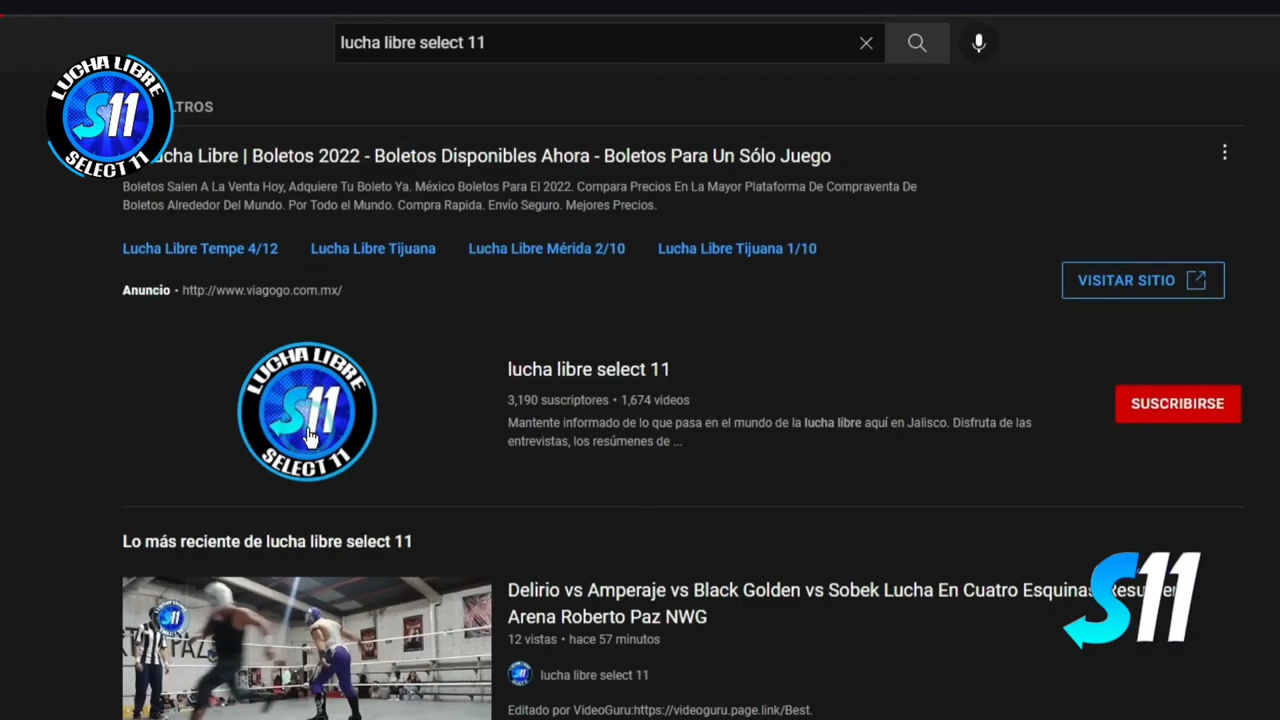 lucha libre select 11
LUCHA LIBRE
S11
SELECT 11
TROS
cha Libre | Boletos 2022 - Boletos Disponibles Ahora - Boletos Para Un Sólo Juego
Boletos Salen A La Venta Hoy, Adquiere Tu Boleto Ya. México Boletos Para El 2022. Compara Precios En La Mayor Plataforma De Compraventa De
Boletos Alrededor Del Mundo. Por Todo el Mundo. Compra Rapida. Envío Seguro. Mejores Precios.
Lucha Libre Tempe 4/12 Lucha Libre Tijuana Lucha Libre Mérida 2/10 Lucha Libre Tijuana 1/10
VISITAR SITIO
Anuncio · http://www.viagogo.com.mx/
LUCHA LIBRE
S11
SELECT 11
lucha libre select 11
3,190 suscriptores • 1,674 videos
SUSCRIBIRSE
Mantente informado de lo que pasa en el mundo de la lucha libre aquí en Jalisco. Disfruta de las
entrevistas, los resúmenes de ...
Lo más reciente de lucha libre select 11
Delirio vs Amperaje vs Black Golden vs Sobek Lucha En Cuatro Esquinas
Arena Roberto Paz NWG
12 vistas • hace 57 minutos
S11
lucha libre select 11
Editado por VideoGuru:https://videoguru.page.link/Best.
S11